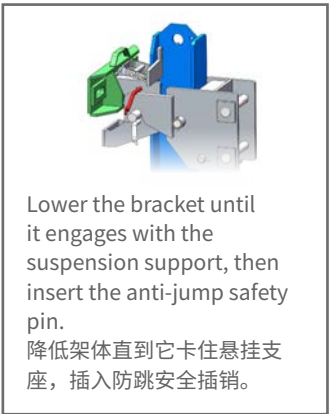 Lower the bracket until
it engages with the
suspension support, then
insert the anti-jump safety
pin.
降低架体直到它卡住悬挂支
座，插入防跳安全插销。